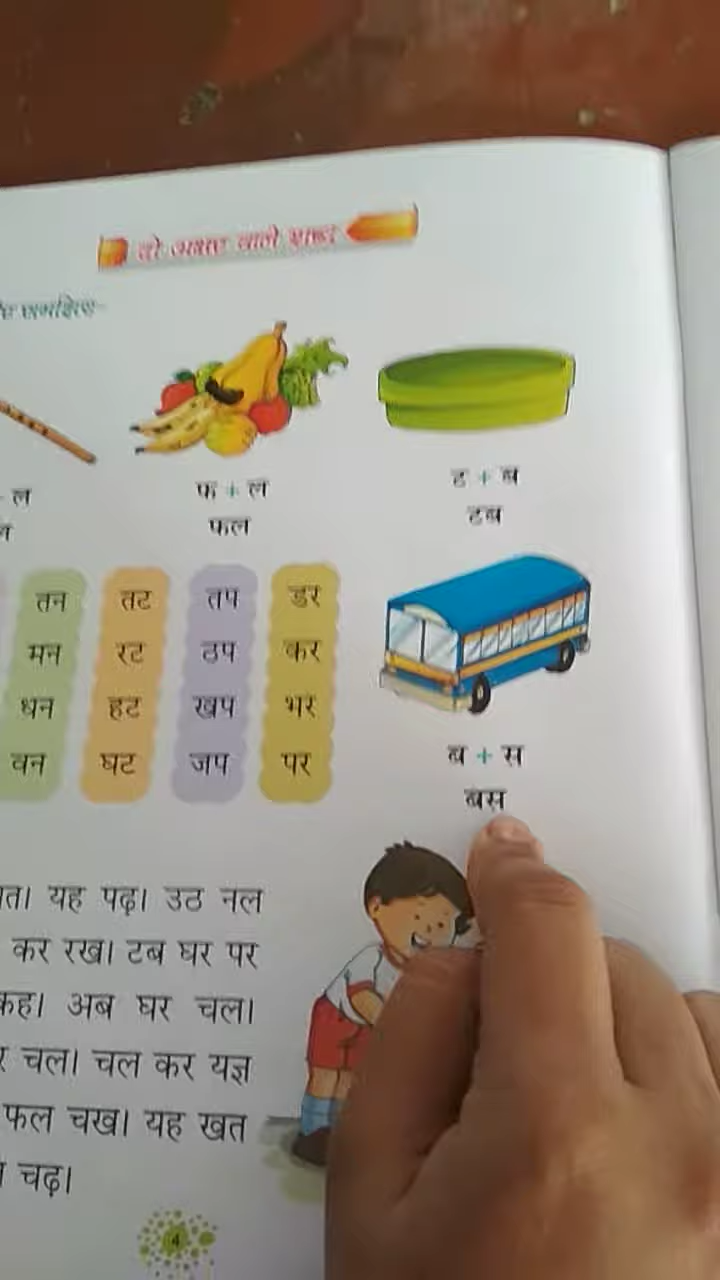 दो अक्षर वाले शब्द
समझिए-
ल
फ + ल
ट + ब
ल
फल
टब
तन तट तप डर
मन रट ठप कर
धन हट खप भर
वन घट जप पर
ब + स
बस
यह पढ़। उठ नल
कर रख। टब घर पर
कह। अब घर चल।
चल। चल कर यज्ञ
फल चख। यह खत
चढ़।
4